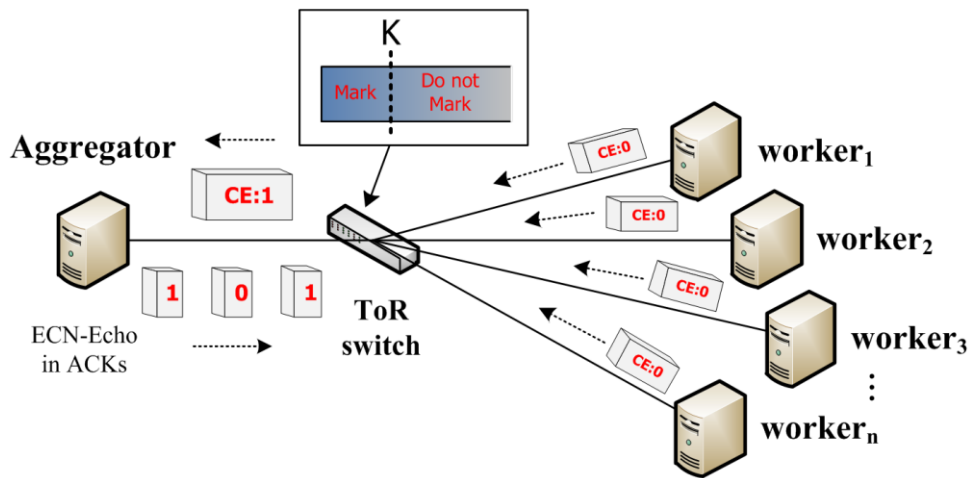 K
Mark
Do not
Mark
Aggregator
CE:1
CE:0
worker1
CE:0
worker2
1
0
1
CE:0
ECN-Echo
in ACKs
ToR
switch
CE:0
worker3
⋮
workern